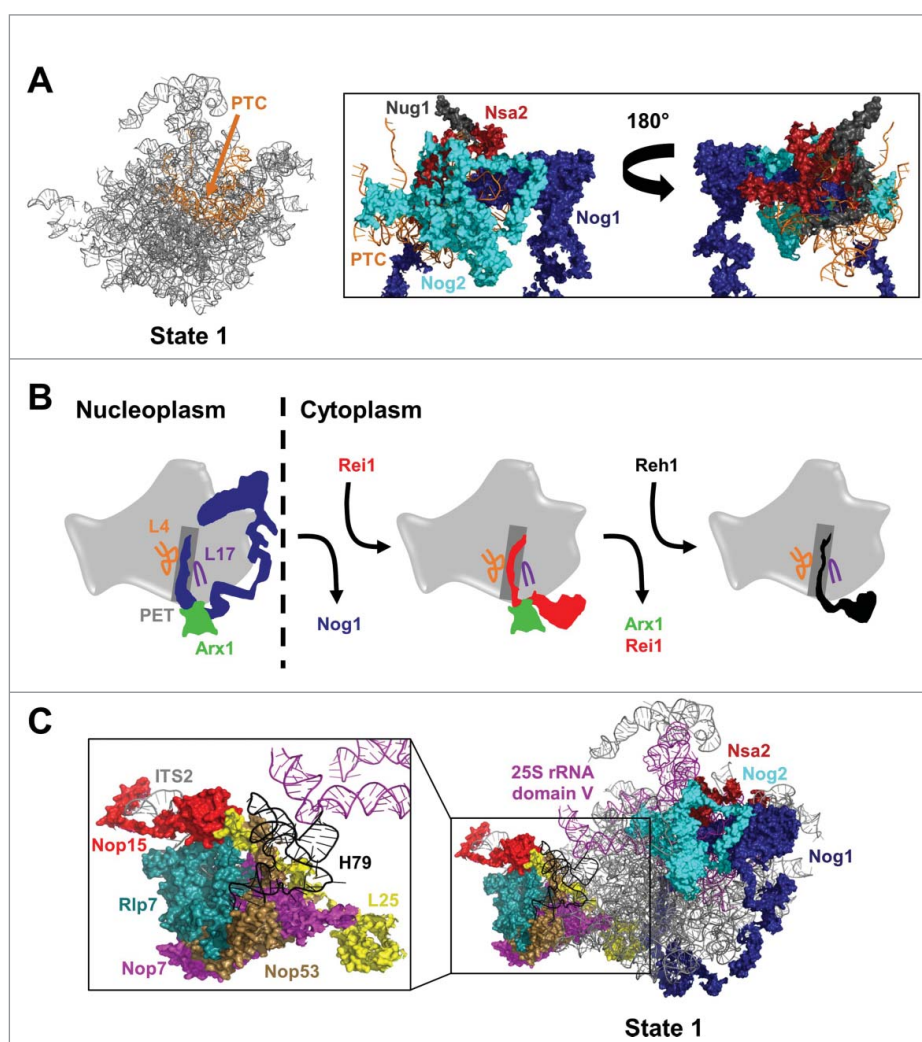 A
PTC
State 1
Nug1
Nsa2
Nog1
PTC
Nog2
180°
B
Nucleoplasm
Cytoplasm
L4
L17
PET
Arx1
Rei1
Nog1
Reh1
Arx1
Rei1
C
ITS2
Nop15
H79
Rlp7
L25
Nop7
Nop53
25S rRNA
domain V
Nsa2
Nog2
Nog1
State 1